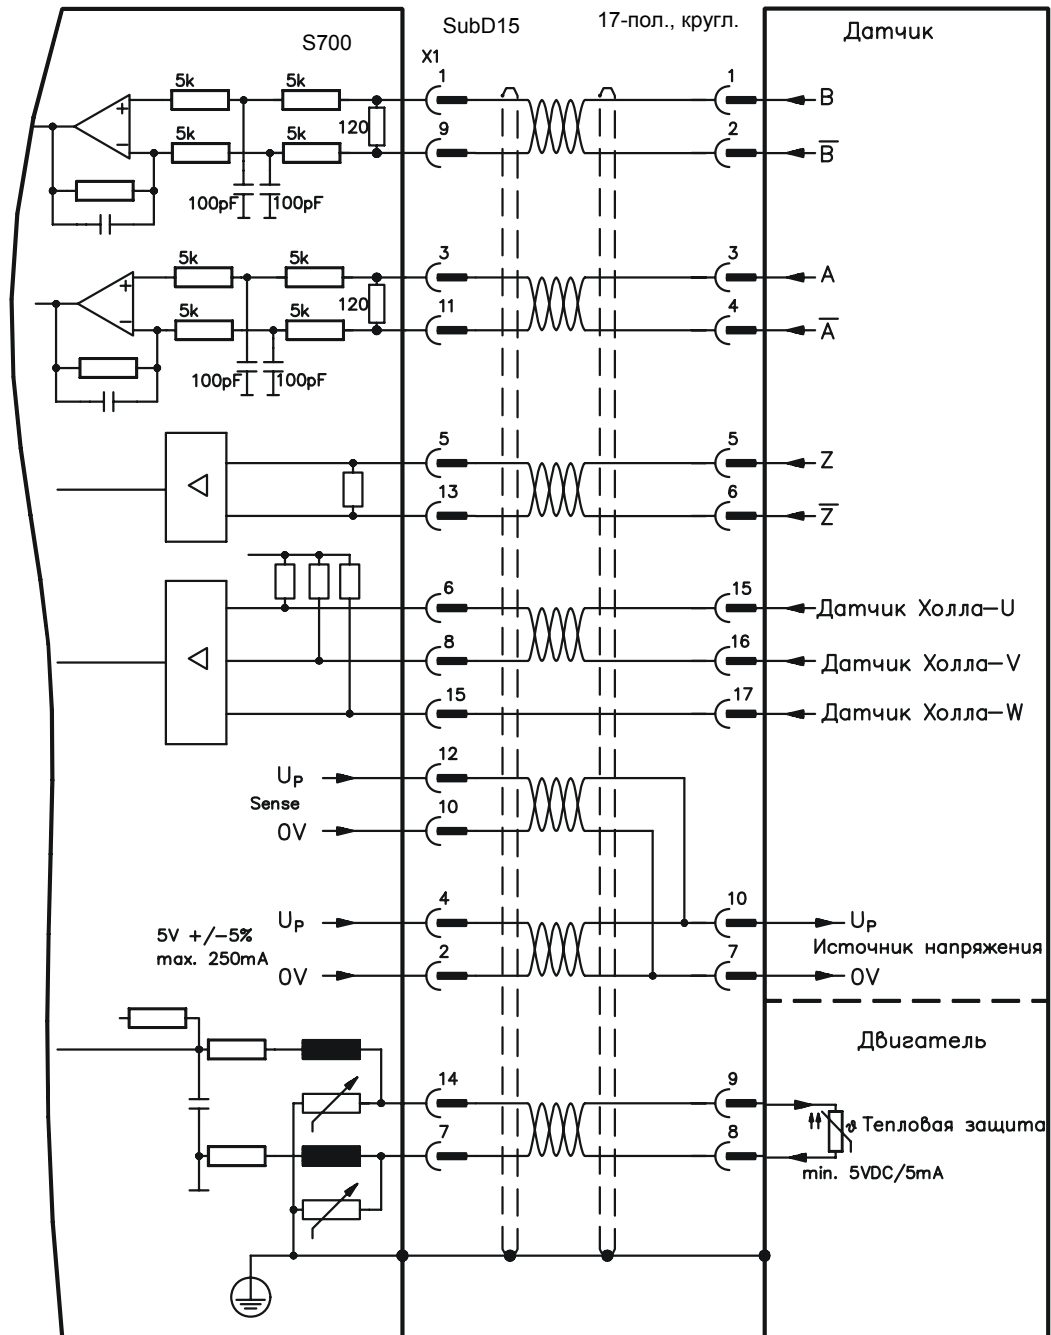 S700
SubD15
17-пол., кругл.
Датчик
X1
5k
5k
1
1
B
120
5k
5k
9
2
B̅
100pF
100pF
5k
5k
3
3
A
120
5k
5k
11
4
A̅
100pF
100pF
5
5
Z
13
6
Z̅
6
15
Датчик Холла-U
8
16
Датчик Холла-V
15
17
Датчик Холла-W
Uₚ
12
Sense
0V
10
5V +/-5%
max. 250mA
Uₚ
4
10
Uₚ
Источник напряжения
0V
2
7
0V
Двигатель
14
9
ϑ Тепловая защита
7
8
min. 5VDC/5mA
+
−
+
−